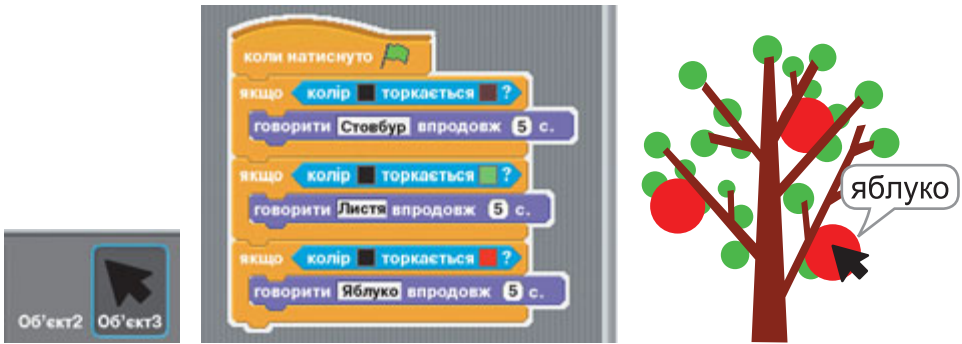 Об'єкт2 Об'єкт3
коли натиснуто
якщо колір торкається ?
говорити Стовбур впродовж 5 с.
якщо колір торкається ?
говорити Листя впродовж 5 с.
якщо колір торкається ?
говорити Яблуко впродовж 5 с.
яблуко